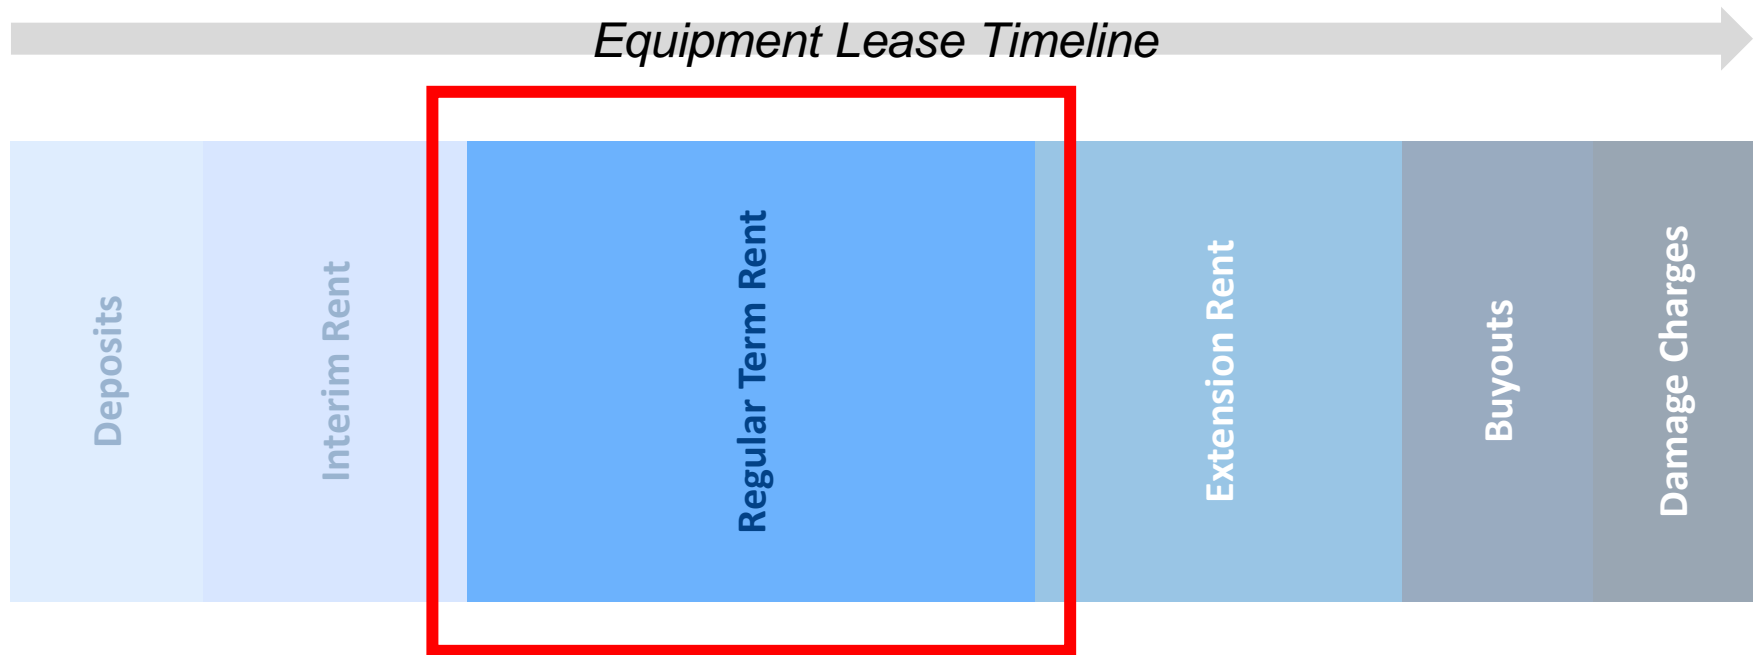 Equipment Lease Timeline
Deposits
Interim Rent
Regular Term Rent
Extension Rent
Buyouts
Damage Charges